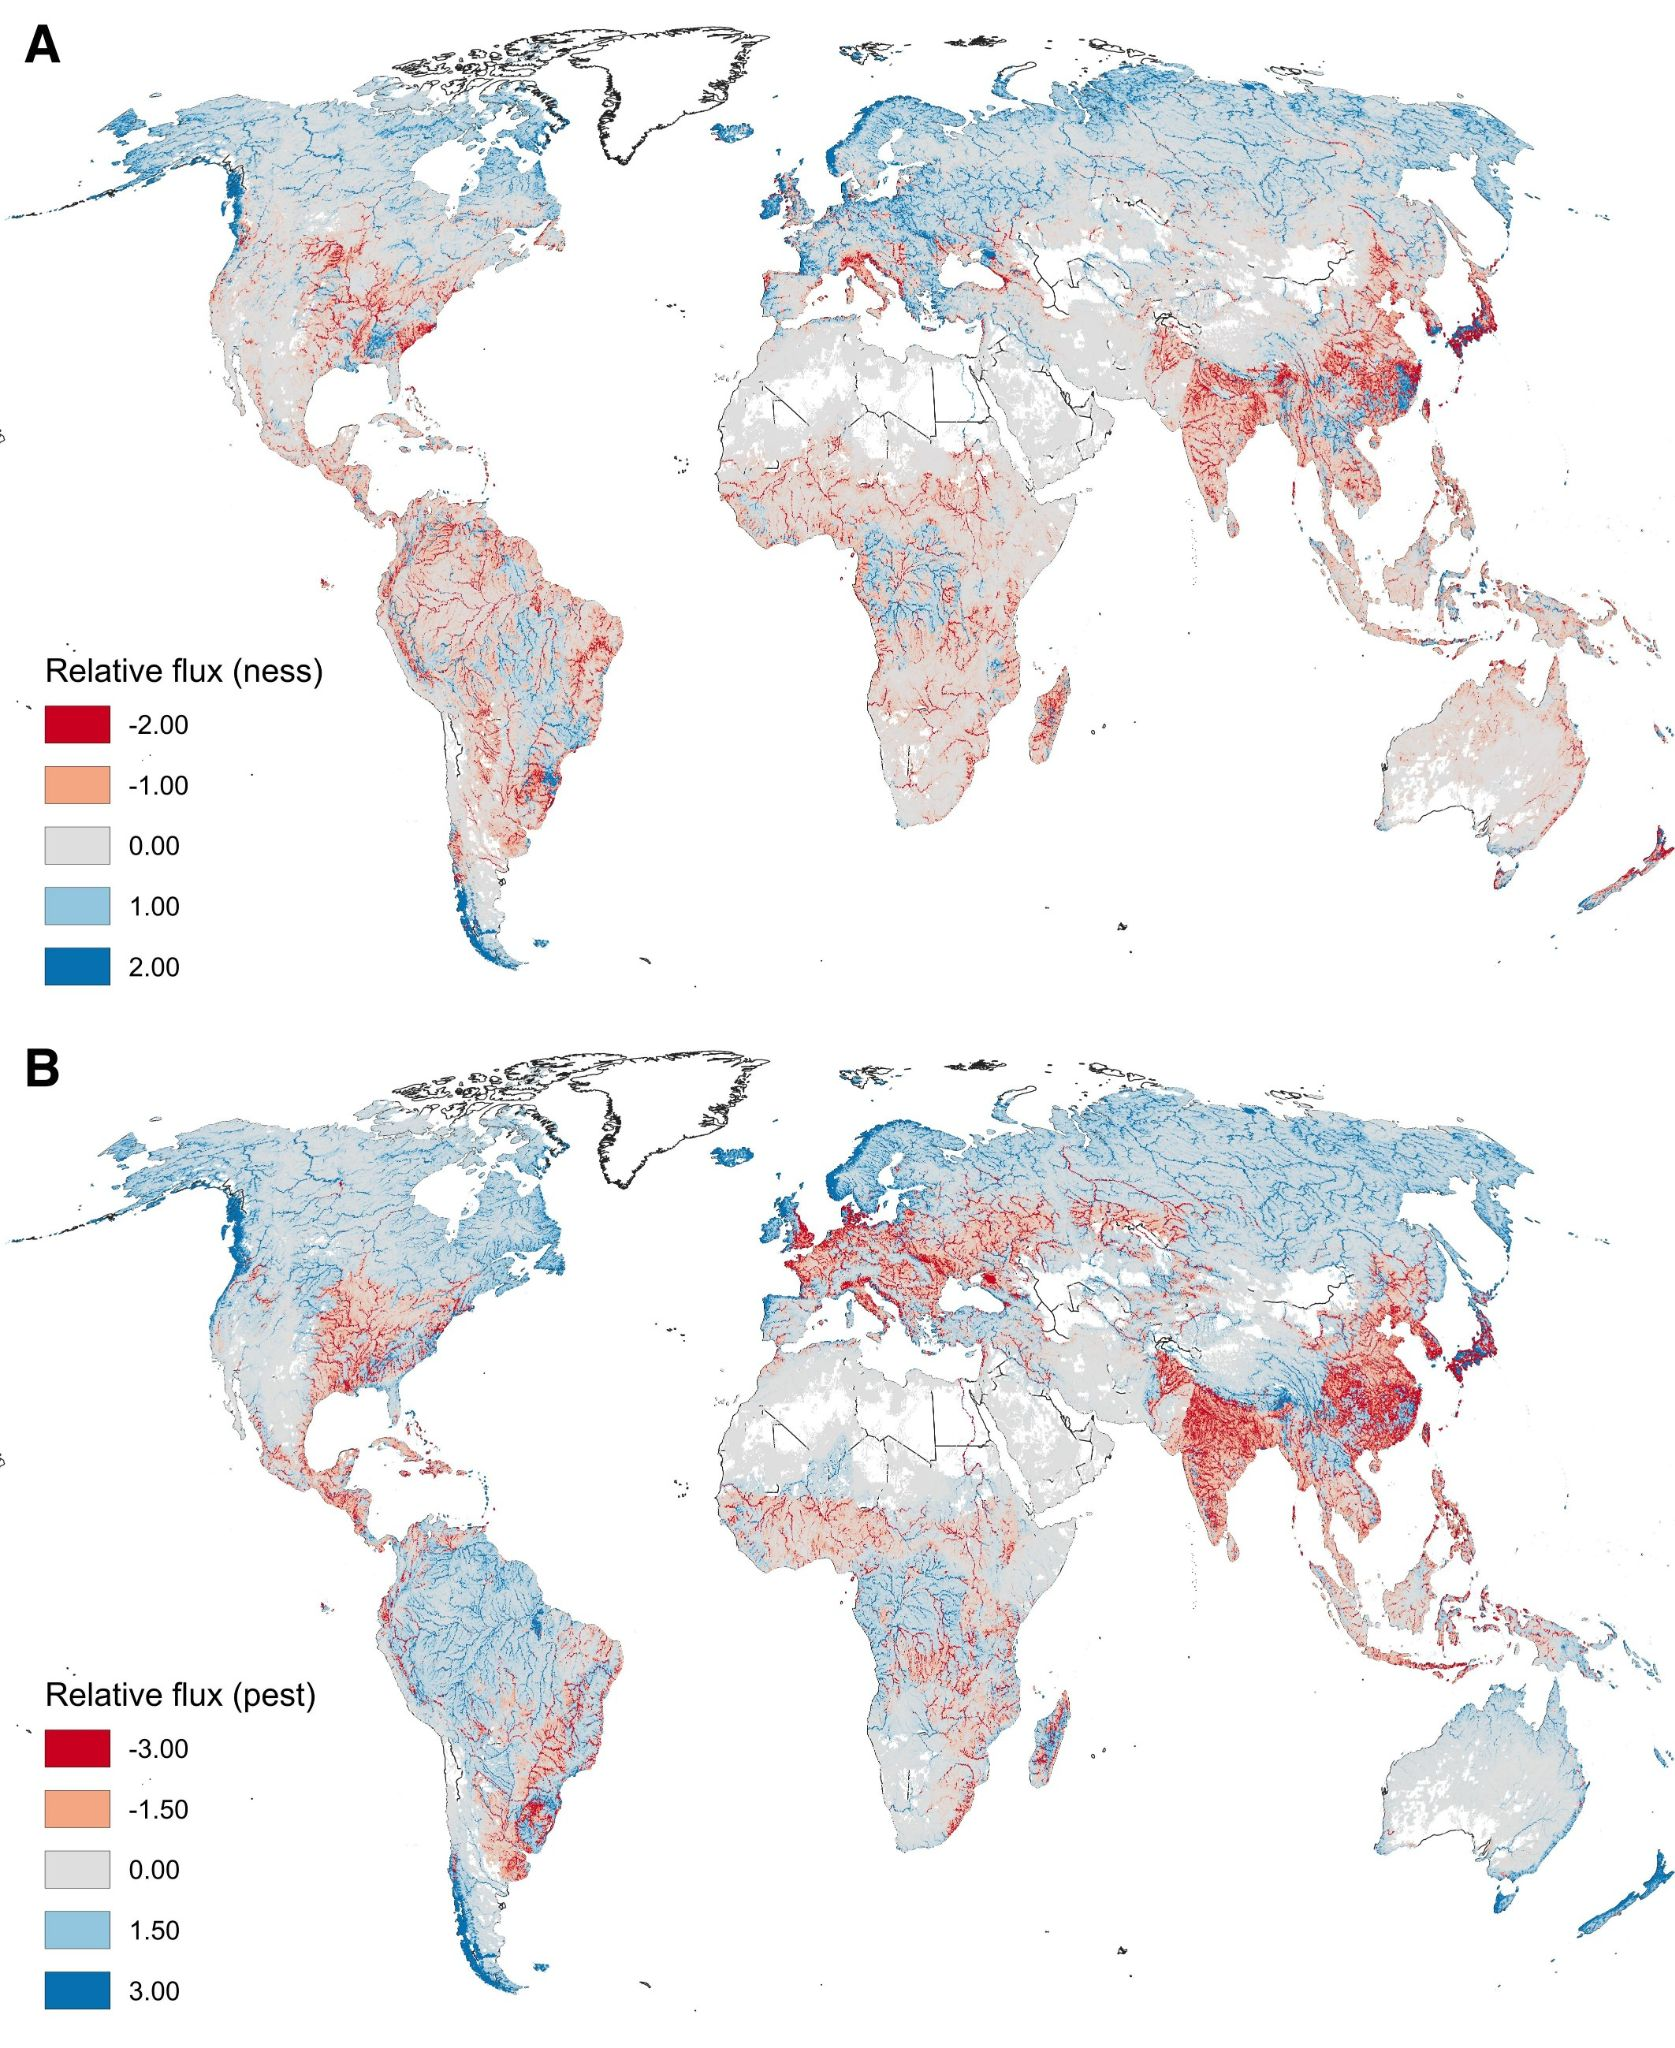 A
Relative flux (ness)
-2.00
-1.00
0.00
1.00
2.00
B
Relative flux (pest)
-3.00
-1.50
0.00
1.50
3.00